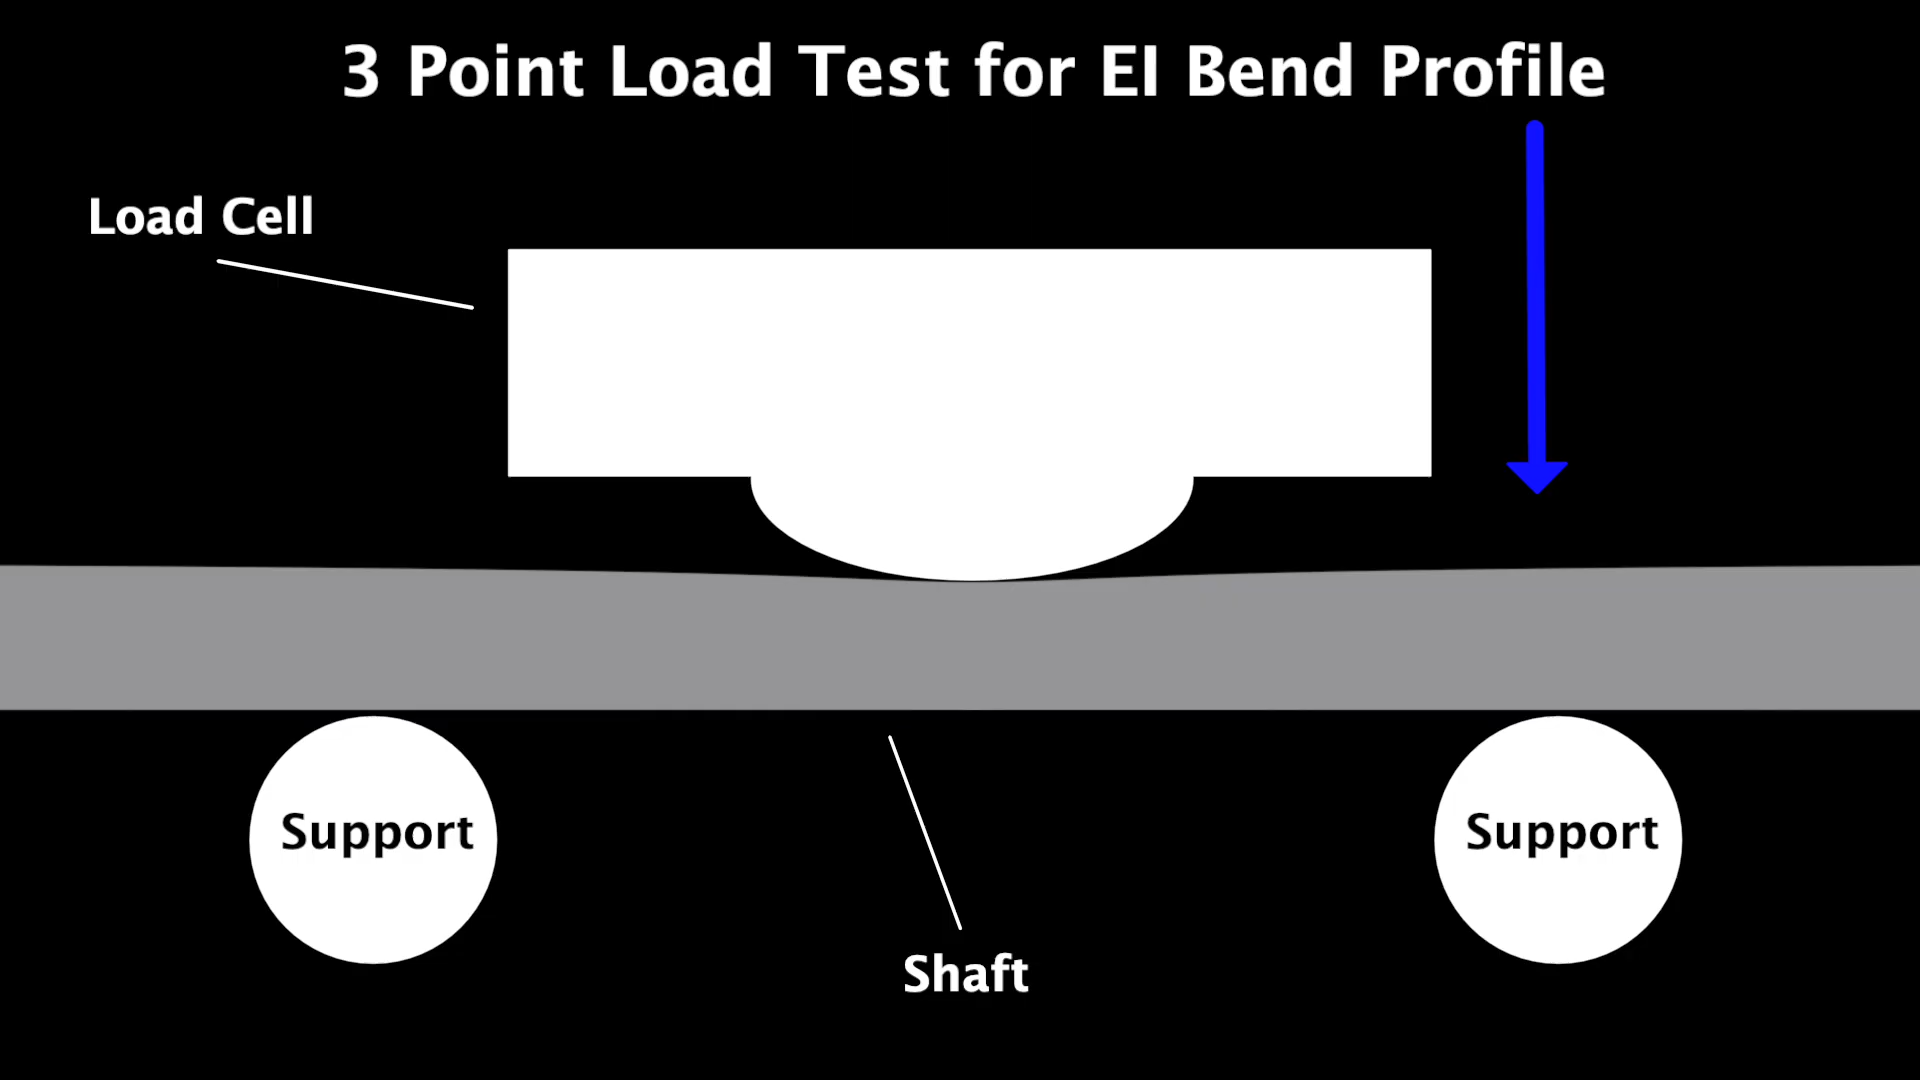 3 Point Load Test for EI Bend Profile
Load Cell
Support
Support
Shaft